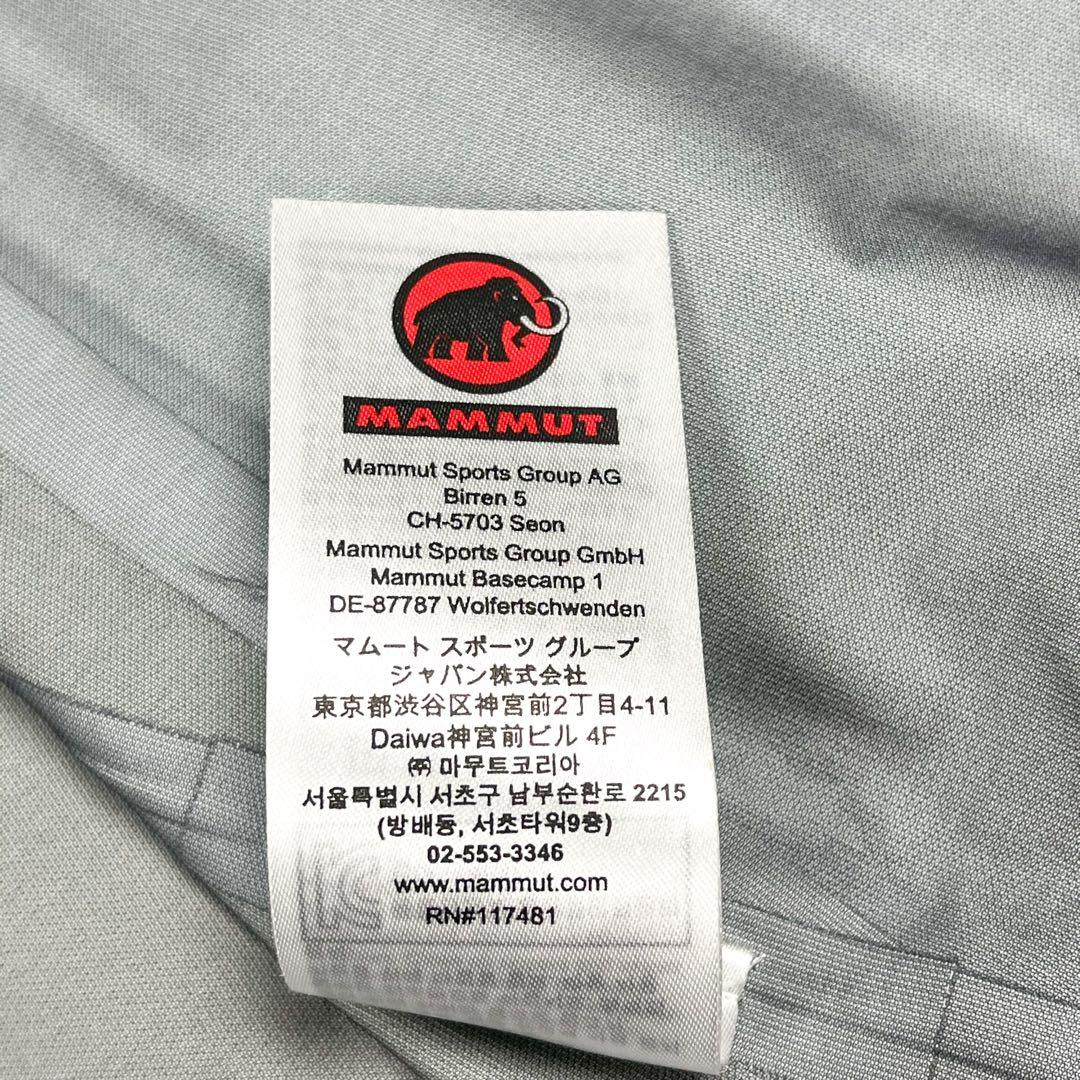 MAMMUT
Mammut Sports Group AG
Birren 5
CH-5703 Seon
Mammut Sports Group GmbH
Mammut Basecamp 1
DE-87787 Wolfertschwenden
マムート スポーツ グループ
ジャパン株式会社
東京都渋谷区神宮前2丁目4-11
Daiwa神宮前ビル 4F
㈜ 마무트코리아
서울특별시 서초구 남부순환로 2215
(방배동, 서초타워9층)
02-553-3346
www.mammut.com
RN#117481